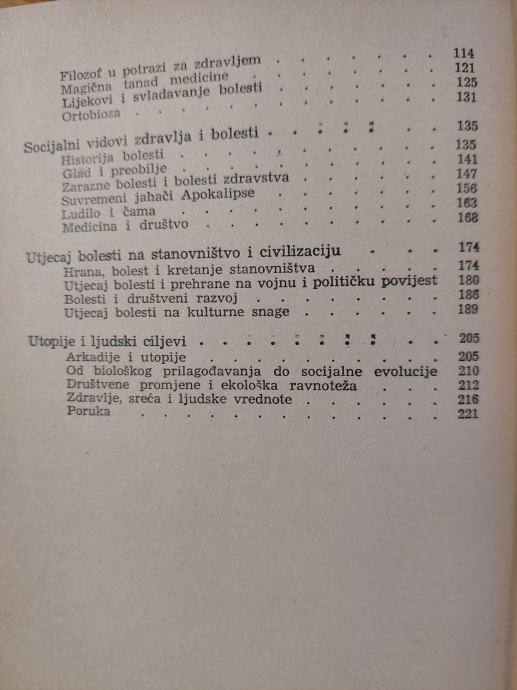 Filozof u potrazi za zdravljem . . . . . . 114
Magična tanad medicine . . . . . . . 121
Lijekovi i svladavanje bolesti . . . . . . 125
Ortobioza . . . . . . . . . . 131
Socijalni vidovi zdravlja i bolesti . . . . . . 135
Historija bolesti . . . . . . . . . 135
Glad i preobilje . . . . . . . . . 141
Zarazne bolesti i bolesti zdravstva . . . . . 147
Suvremeni jahači Apokalipse . . . . . . 156
Ludilo i čama . . . . . . . . . 163
Medicina i društvo . . . . . . . . 168
Utjecaj bolesti na stanovništvo i civilizaciju . . . 174
Hrana, bolest i kretanje stanovništva . . . . . 174
Utjecaj bolesti i prehrane na vojnu i političku povijest 180
Bolesti i društveni razvoj . . . . . . . 186
Utjecaj bolesti na kulturne snage . . . . . 189
Utopije i ljudski ciljevi . . . . . . . . 205
Arkadije i utopije . . . . . . . . 205
Od biološkog prilagođavanja do socijalne evolucije 210
Društvene promjene i ekološka ravnoteža . . . 212
Zdravlje, sreća i ljudske vrednote . . . . . 216
Poruka . . . . . . . . . . . 221